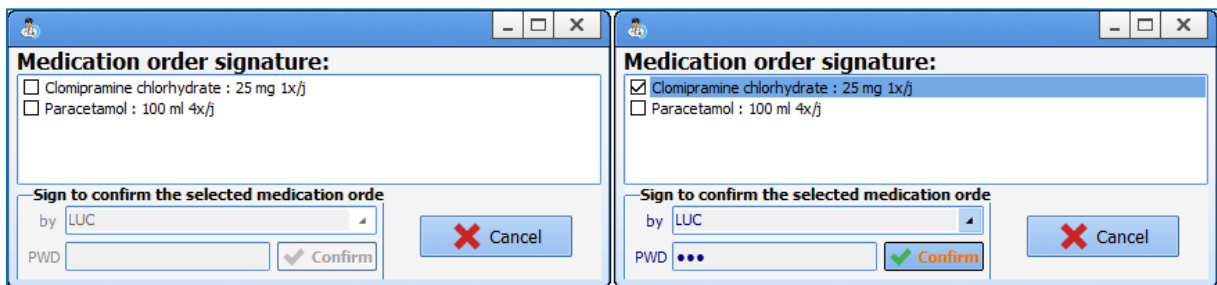 Medication order signature:
Clomipramine chlorhydrate : 25 mg 1x/j
Paracetamol : 100 ml 4x/j
Sign to confirm the selected medication orde
by LUC
PWD
Confirm
Cancel
Medication order signature:
Clomipramine chlorhydrate : 25 mg 1x/j
Paracetamol : 100 ml 4x/j
Sign to confirm the selected medication orde
by LUC
PWD •••
Confirm
Cancel